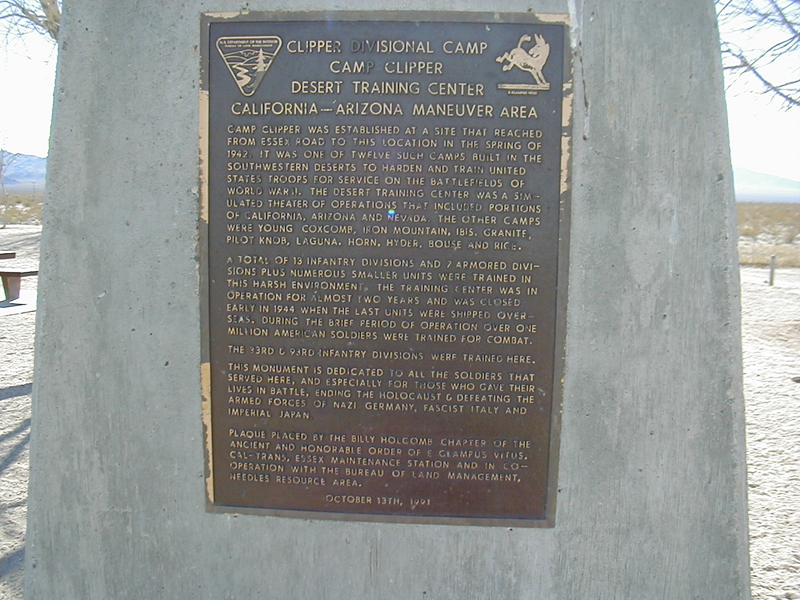 U.S. DEPARTMENT OF THE INTERIOR
BUREAU OF LAND MANAGEMENT
CLIPPER DIVISIONAL CAMP
CAMP CLIPPER
DESERT TRAINING CENTER
CALIFORNIA—ARIZONA MANEUVER AREA
CAMP CLIPPER WAS ESTABLISHED AT A SITE THAT REACHED
FROM ESSEX ROAD TO THIS LOCATION IN THE SPRING OF
1942. IT WAS ONE OF TWELVE SUCH CAMPS BUILT IN THE
SOUTHWESTERN DESERTS TO HARDEN AND TRAIN UNITED
STATES TROOPS FOR SERVICE ON THE BATTLEFIELDS OF
WORLD WAR II. THE DESERT TRAINING CENTER WAS A SIM-
ULATED THEATER OF OPERATIONS THAT INCLUDED PORTIONS
OF CALIFORNIA, ARIZONA AND NEVADA. THE OTHER CAMPS
WERE YOUNG, COXCOMB, IRON MOUNTAIN, IBIS, GRANITE,
PILOT KNOB, LAGUNA, HORN, HYDER, BOUSE AND RICE.
A TOTAL OF 13 INFANTRY DIVISIONS AND 7 ARMORED DIVI-
SIONS PLUS NUMEROUS SMALLER UNITS WERE TRAINED IN
THIS HARSH ENVIRONMENT. THE TRAINING CENTER WAS IN
OPERATION FOR ALMOST TWO YEARS AND WAS CLOSED
EARLY IN 1944 WHEN THE LAST UNITS WERE SHIPPED OVER-
SEAS. DURING THE BRIEF PERIOD OF OPERATION OVER ONE
MILLION AMERICAN SOLDIERS WERE TRAINED FOR COMBAT.
THE 33RD & 93RD INFANTRY DIVISIONS WERE TRAINED HERE.
THIS MONUMENT IS DEDICATED TO ALL THE SOLDIERS THAT
SERVED HERE, AND ESPECIALLY FOR THOSE WHO GAVE THEIR
LIVES IN BATTLE, ENDING THE HOLOCAUST & DEFEATING THE
ARMED FORCES OF NAZI GERMANY, FASCIST ITALY AND
IMPERIAL JAPAN.
PLAQUE PLACED BY THE BILLY HOLCOMB CHAPTER OF THE
ANCIENT AND HONORABLE ORDER OF E CLAMPUS VITUS,
CAL-TRANS, ESSEX MAINTENANCE STATION AND IN CO-
OPERATION WITH THE BUREAU OF LAND MANAGEMENT,
NEEDLES RESOURCE AREA.
OCTOBER 13TH, 1991